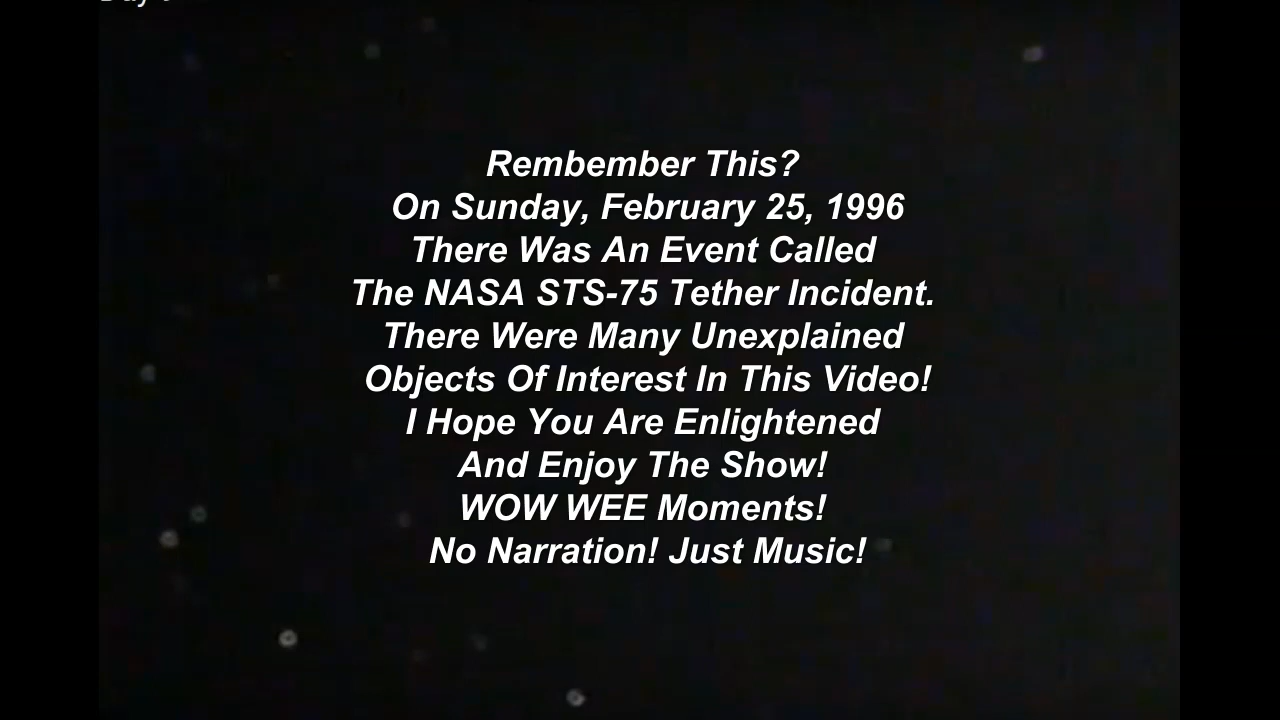 Rembember This?
On Sunday, February 25, 1996
There Was An Event Called
The NASA STS-75 Tether Incident.
There Were Many Unexplained
Objects Of Interest In This Video!
I Hope You Are Enlightened
And Enjoy The Show!
WOW WEE Moments!
No Narration! Just Music!